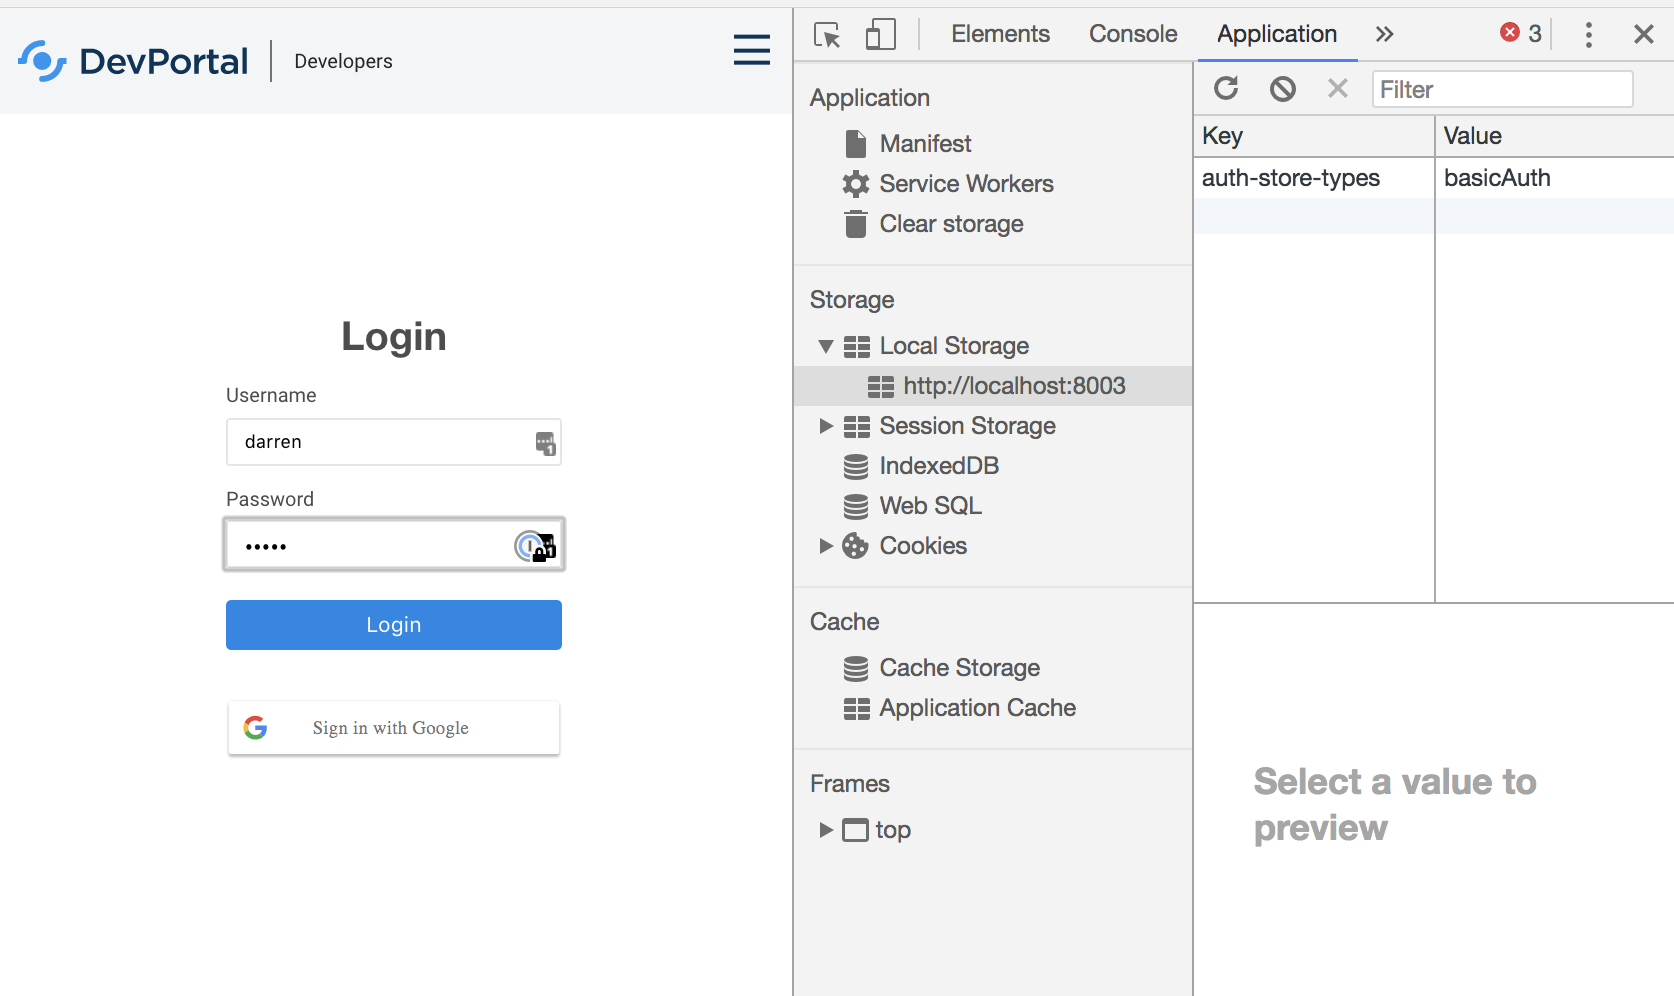 DevPortal
Developers
Login
Username
darren
Password
•••••
Login
Sign in with Google
Elements
Console
Application
3
Application
Manifest
Service Workers
Clear storage
Storage
Local Storage
http://localhost:8003
Session Storage
IndexedDB
Web SQL
Cookies
Cache
Cache Storage
Application Cache
Frames
top
Filter
Key Value
auth-store-types basicAuth
Select a value to
preview